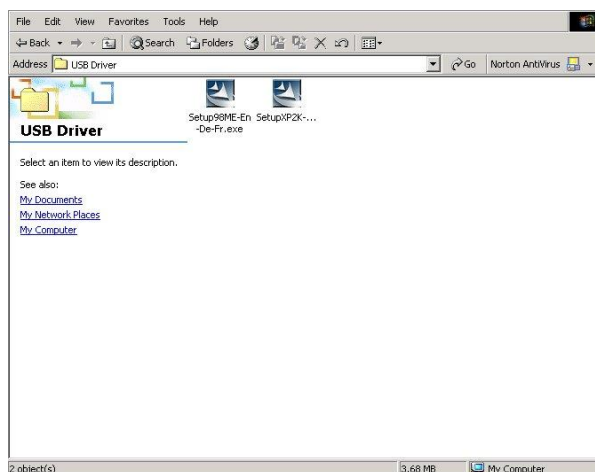 File Edit View Favorites Tools Help
Back Search Folders
Address USB Driver Go Norton AntiVirus
USB Driver
Select an item to view its description.
See also:
My Documents
My Network Places
My Computer
Setup98ME-En
-De-Fr.exe
SetupXP2K-...
2 object(s) 3.68 MB My Computer